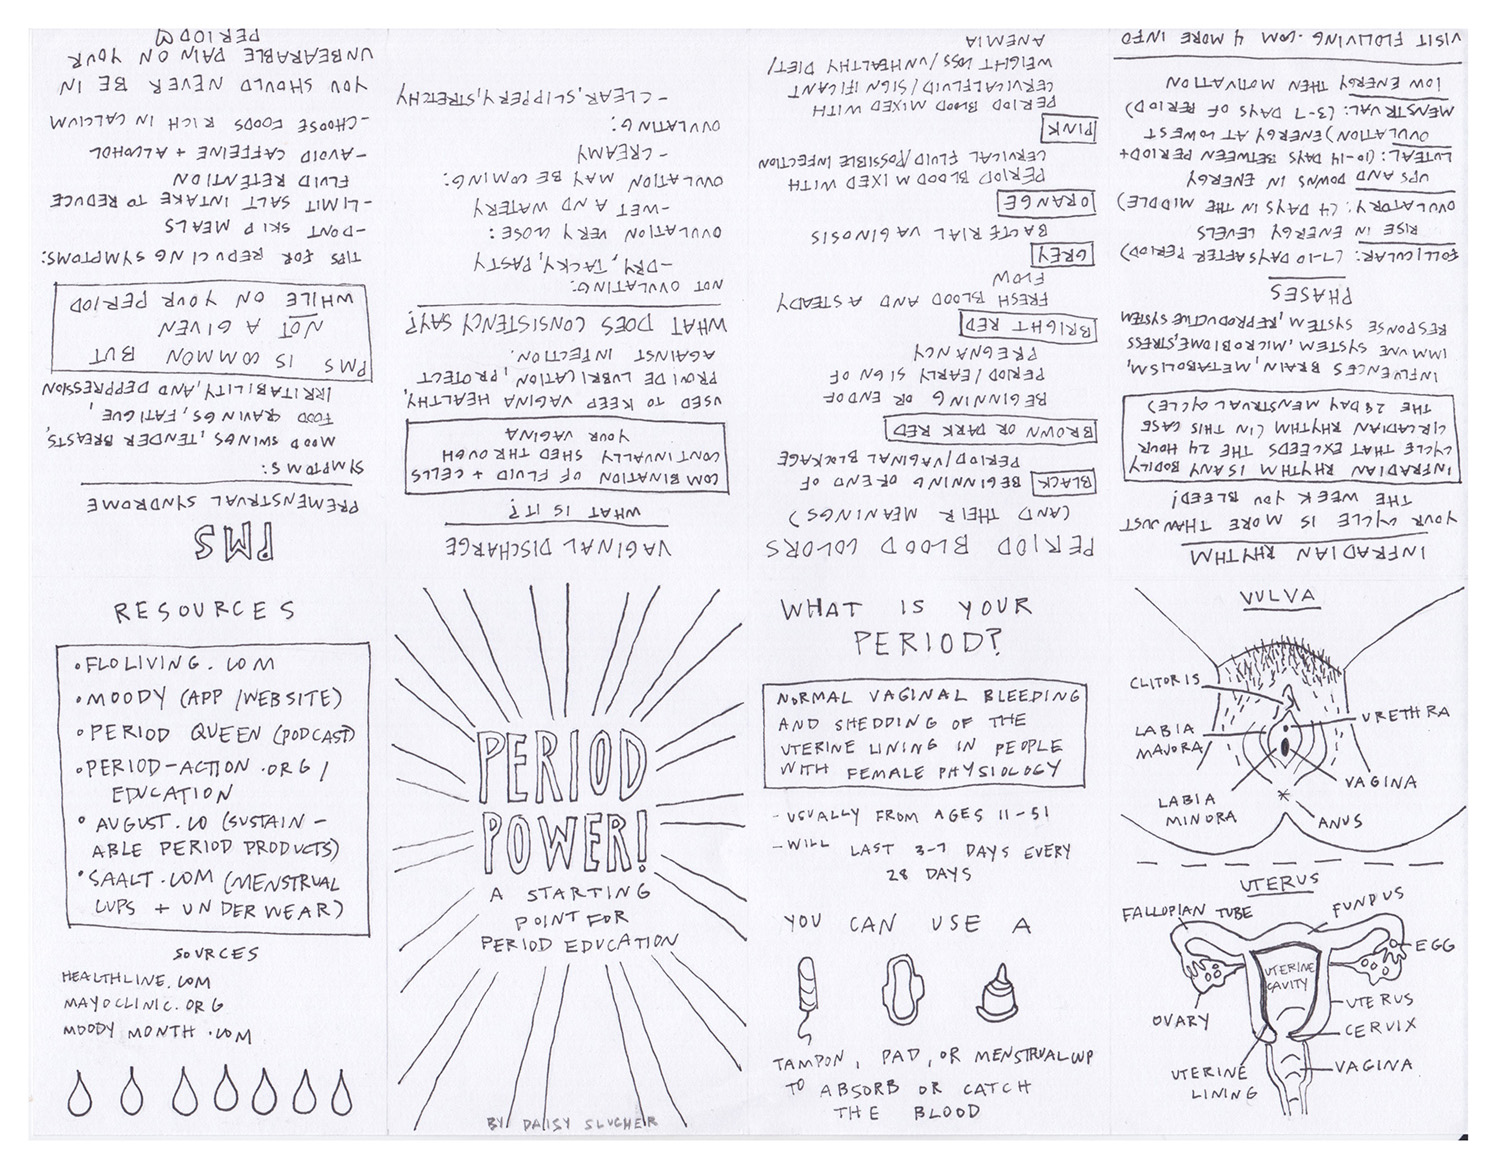 PERIOD
POWER!
A STARTING
POINT FOR
PERIOD EDUCATION
BY DAISY SLUCHER
WHAT IS YOUR
PERIOD?
NORMAL VAGINAL BLEEDING
AND SHEDDING OF THE
UTERINE LINING IN PEOPLE
WITH FEMALE PHYSIOLOGY
- USUALLY FROM AGES 11-51
- WILL LAST 3-7 DAYS EVERY
28 DAYS
YOU CAN USE A
TAMPON, PAD, OR MENSTRUAL CUP
TO ABSORB OR CATCH
THE BLOOD
VULVA
CLITORIS
URETHRA
LABIA
MAJORA
VAGINA
LABIA
MINORA
ANUS
UTERUS
FALLOPIAN TUBE
FUNDUS
EGG
UTERINE
CAVITY
OVARY
UTERUS
CERVIX
UTERINE
LINING
VAGINA
INFRADIAN RHYTHM
YOUR CYCLE IS MORE THAN JUST
THE WEEK YOU BLEED!
INFRADIAN RHYTHM IS ANY BODILY
CYCLE THAT EXCEEDS THE 24 HOUR
CIRCADIAN RHYTHM (IN THIS CASE
THE 28 DAY MENSTRUAL CYCLE)
INFLUENCES BRAIN, METABOLISM,
IMMUNE SYSTEM, MICROBIOME, STRESS
RESPONSE SYSTEM, REPRODUCTIVE SYSTEM
PHASES
FOLLICULAR: (7-10 DAYS AFTER PERIOD)
RISE IN ENERGY LEVELS
OVULATORY: (4 DAYS IN THE MIDDLE)
UPS AND DOWNS IN ENERGY
LUTEAL: (10-14 DAYS BETWEEN PERIOD +
OVULATION) ENERGY AT LOWEST
MENSTRUAL: (3-7 DAYS OF PERIOD)
LOW ENERGY THEN MOTIVATION
VISIT FLOLIVING.COM 4 MORE INFO
PERIOD BLOOD COLORS
(AND THEIR MEANINGS)
BLACK BEGINNING OR END OF
PERIOD/VAGINAL BLOCKAGE
BROWN OR DARK RED
BEGINNING OR END OF
PERIOD/EARLY SIGN OF
PREGNANCY
BRIGHT RED
FRESH BLOOD AND A STEADY
FLOW
GREY
BACTERIAL VAGINOSIS
ORANGE
PERIOD BLOOD MIXED WITH
CERVICAL FLUID/POSSIBLE INFECTION
PINK
PERIOD BLOOD MIXED WITH
CERVICAL FLUID/SIGNIFICANT
WEIGHT LOSS/UNHEALTHY DIET/
ANEMIA
VAGINAL DISCHARGE
WHAT IS IT?
COMBINATION OF FLUID + CELLS
CONTINUALLY SHED THROUGH
YOUR VAGINA
USED TO KEEP VAGINA HEALTHY,
PROVIDE LUBRICATION, PROTECT
AGAINST INFECTION.
WHAT DOES CONSISTENCY SAY?
NOT OVULATING:
-DRY, TACKY, PASTY
OVULATION VERY CLOSE:
-WET AND WATERY
OVULATION MAY BE COMING:
- CREAMY
OVULATING:
-CLEAR, SLIPPERY, STRETCHY
PMS
PREMENSTRUAL SYNDROME
SYMPTOMS:
MOOD SWINGS, TENDER BREASTS,
FOOD CRAVINGS, FATIGUE,
IRRITABILITY, AND DEPPRESSION
PMS IS COMMON BUT
NOT A GIVEN
WHILE ON YOUR PERIOD
TIPS FOR REDUCING SYMPTOMS:
-DONT SKIP MEALS
-LIMIT SALT INTAKE TO REDUCE
FLUID RETENTION
-AVOID CAFFEINE + ALCOHOL
-CHOOSE FOODS RICH IN CALCIUM
YOU SHOULD NEVER BE IN
UNBEARABLE PAIN ON YOUR
PERIOD♡
RESOURCES
• FLOLIVING.COM
• MOODY (APP/WEBSITE)
• PERIOD QUEEN (PODCAST)
• PERIOD-ACTION.ORG/
EDUCATION
• AUGUST.CO (SUSTAIN-
ABLE PERIOD PRODUCTS)
• SAALT.COM (MENSTRUAL
CUPS + UNDERWEAR)
SOURCES
HEALTHLINE.COM
MAYOCLINIC.ORG
MOODY MONTH.COM